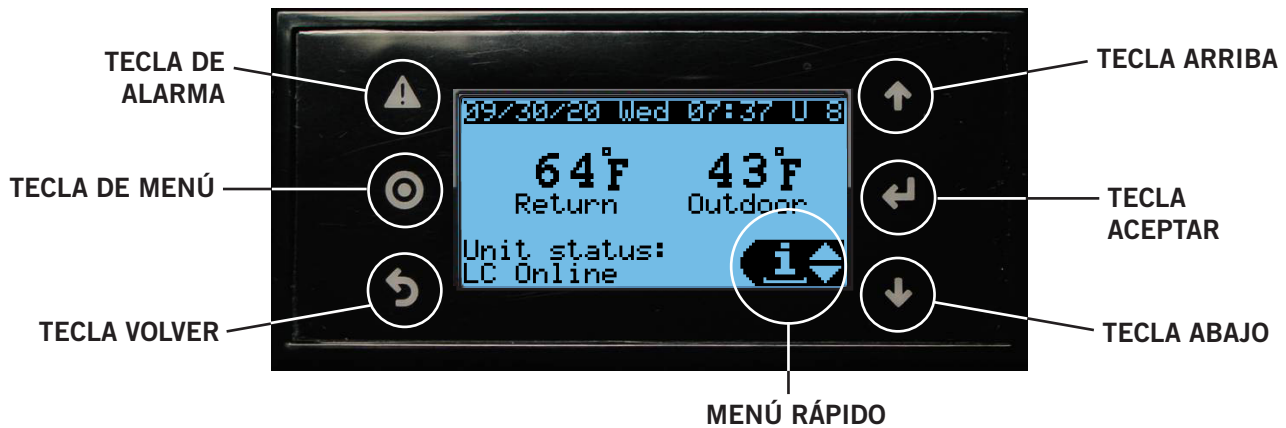 TECLA DE
ALARMA
TECLA DE MENÚ
TECLA VOLVER
09/30/20 Wed 07:37 U 8
64°F
Return
43°F
Outdoor
Unit status:
LC Online
i
TECLA ARRIBA
TECLA
ACEPTAR
TECLA ABAJO
MENÚ RÁPIDO